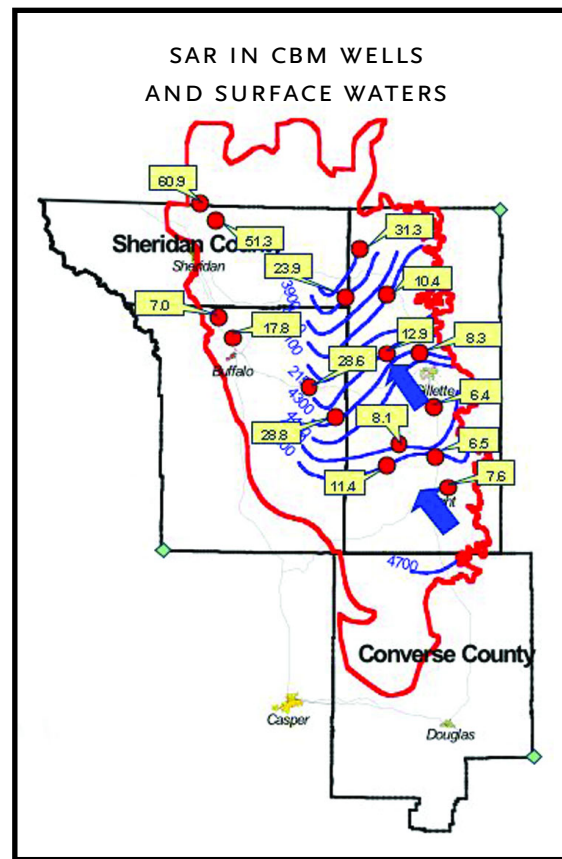 SAR IN CBM WELLS
AND SURFACE WATERS
60.9
51.3
31.3
Sheridan
Sheridan
23.9
10.4
3900
7.0
17.8
12.9
8.3
Buffalo
28.6
4300
6.4
28.8
8.1
6.5
11.4
7.6
4700
Converse County
Casper
Douglas